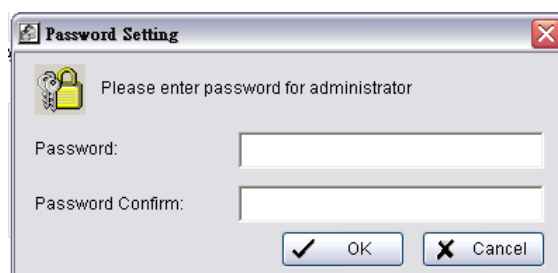 Password Setting
Please enter password for administrator
Password:
Password Confirm:
OK
Cancel